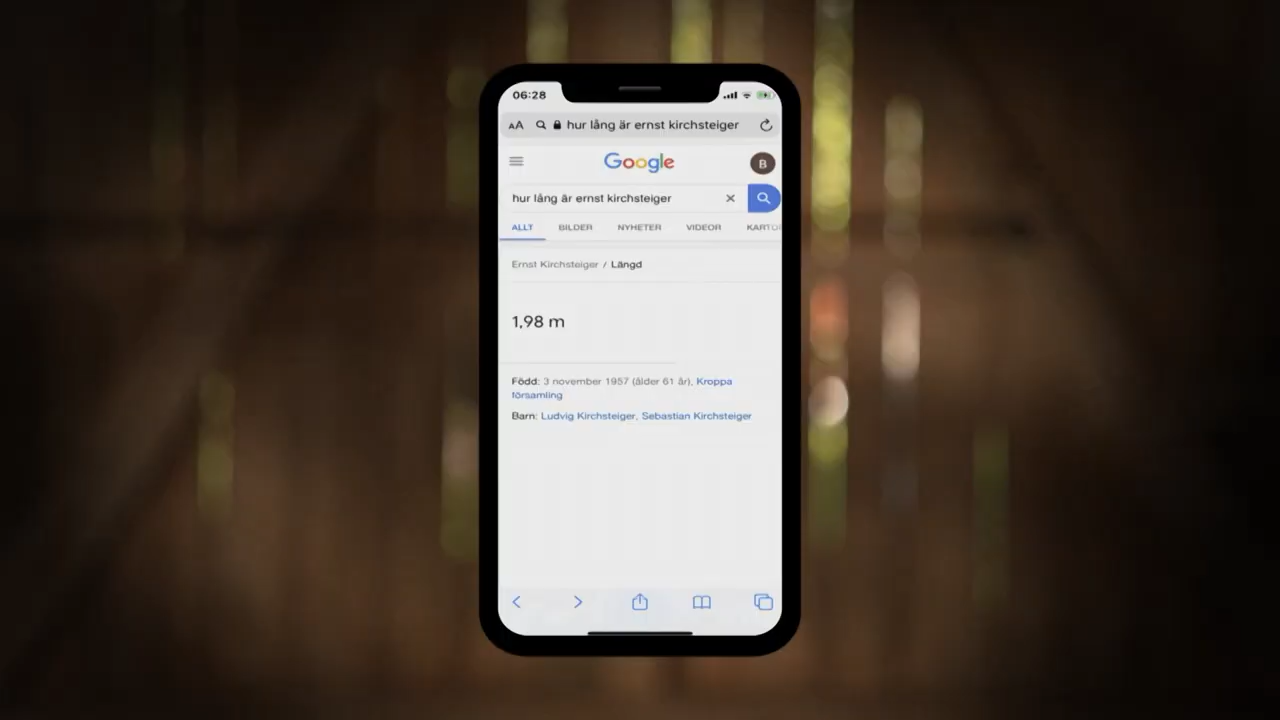 06:28
AA hur lång är ernst kirchsteiger
Google
B
hur lång är ernst kirchsteiger
ALLT BILDER NYHETER VIDEOR
Ernst Kirchsteiger / Längd
1,98 m
Född: 3 november 1957 (ålder 61 år), Kroppa
församling
Barn: Ludvig Kirchsteiger, Sebastian Kirchsteiger